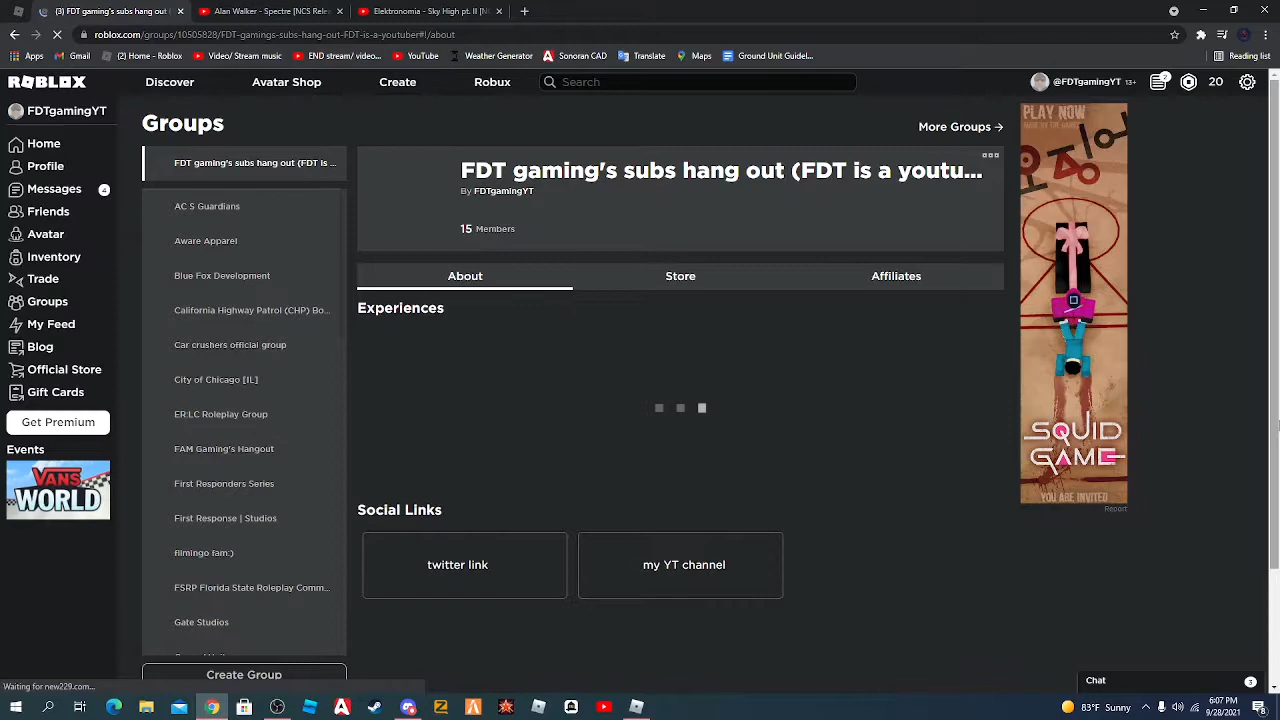 (3) FDT gaming's subs hang out (F
Alan Walker - Spectre [NCS Rele
Elektronomia - Sky High pt. II [Nc
roblox.com/groups/10505828/FDT-gamings-subs-hang-out-FDT-is-a-youtuber#!/about
Apps
Gmail
(2) Home - Roblox
Video/ Stream music
END stream/ video/...
YouTube
Weather Generator
Sonoran CAD
Translate
Maps
Ground Unit Guide...
Reading list
ROBLOX
Discover
Avatar Shop
Create
Robux
Search
@FDTgamingYT 13+
2
20
FDTgamingYT
Home
Profile
Messages
4
Friends
Avatar
Inventory
Trade
Groups
My Feed
Blog
Official Store
Gift Cards
Get Premium
Events
VANS
WORLD
Groups
More Groups →
FDT gaming's subs hang out (FDT is ...
AC S Guardians
Aware Apparel
Blue Fox Development
California Highway Patrol (CHP) Bo...
Car crushers official group
City of Chicago [IL]
ER:LC Roleplay Group
FAM Gaming's Hangout
First Responders Series
First Response | Studios
filmingo fam:)
FSRP Florida State Roleplay Comm...
Gate Studios
Create Group
FDT gaming's subs hang out (FDT is a youtu...
By FDTgamingYT
15 Members
About
Store
Affiliates
Experiences
Social Links
twitter link
my YT channel
PLAY NOW
SQUID
GAME
YOU ARE INVITED
Report
Chat
3
Waiting for new229.com...
83°F Sunny
6:07 PM
9/28/2021